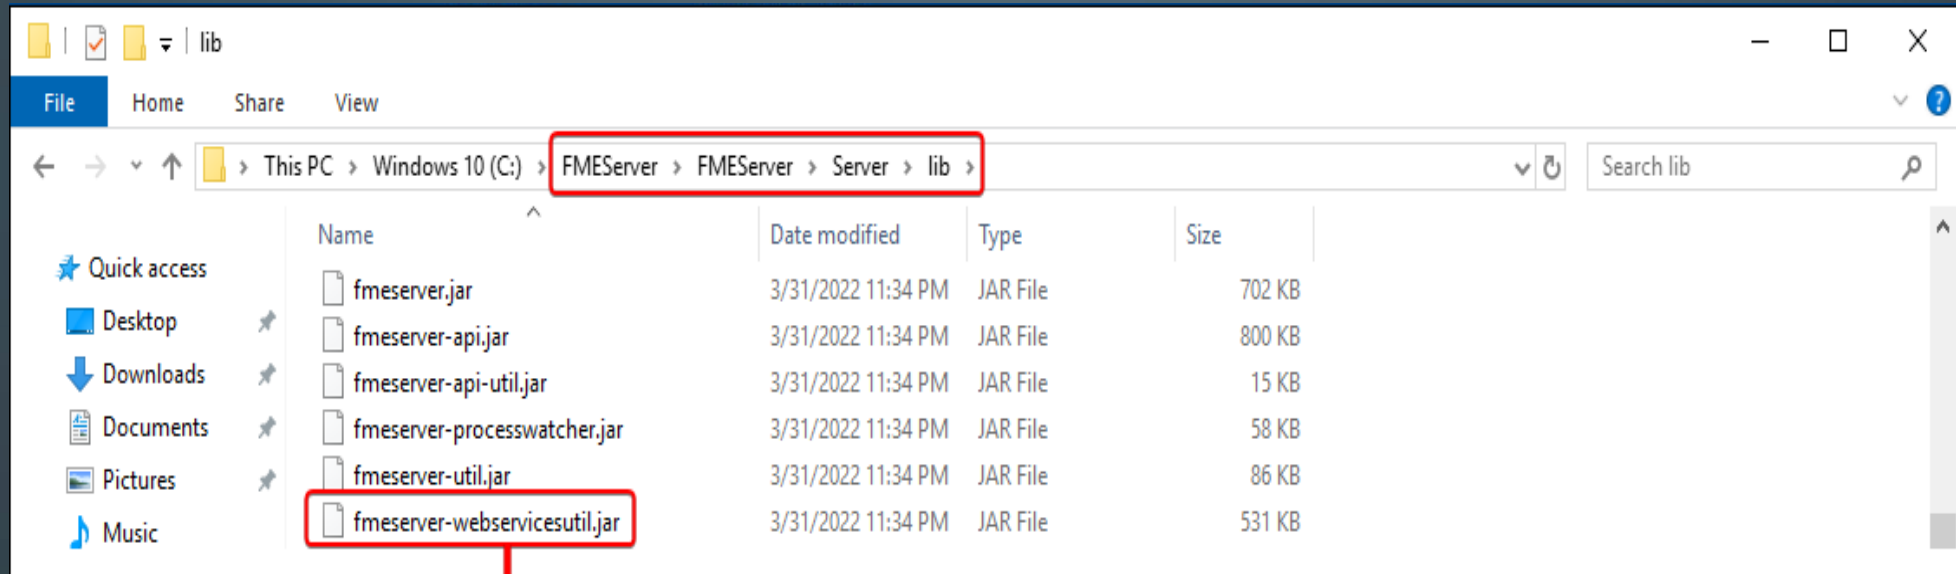 lib
File Home Share View
This PC > Windows 10 (C:) > FMEServer > FMEServer > Server > lib > Search lib
Name Date modified Type Size
Quick access
fmeserver.jar 3/31/2022 11:34 PM JAR File 702 KB
Desktop
fmeserver-api.jar 3/31/2022 11:34 PM JAR File 800 KB
Downloads
fmeserver-api-util.jar 3/31/2022 11:34 PM JAR File 15 KB
Documents
fmeserver-processwatcher.jar 3/31/2022 11:34 PM JAR File 58 KB
Pictures
fmeserver-util.jar 3/31/2022 11:34 PM JAR File 86 KB
Music
fmeserver-webservicesutil.jar 3/31/2022 11:34 PM JAR File 531 KB